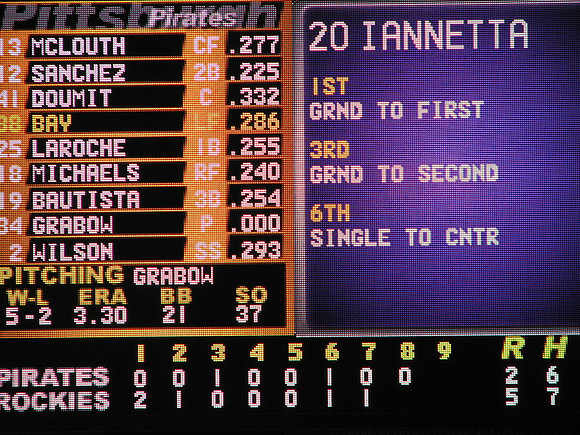 Pittsburgh
Pirates
13 MCLOUTH CF .277
12 SANCHEZ 2B .225
41 DOUMIT C .332
38 BAY LF .286
25 LAROCHE 1B .255
18 MICHAELS RF .240
19 BAUTISTA 3B .254
34 GRABOW P .000
2 WILSON SS .293
PITCHING GRABOW
W-L ERA BB SO
5-2 3.30 21 37
20 IANNETTA
1ST
GRND TO FIRST
3RD
GRND TO SECOND
6TH
SINGLE TO CNTR
1 2 3 4 5 6 7 8 9 R H
PIRATES 0 0 1 0 0 1 0 0 2 6
ROCKIES 2 1 0 0 0 1 1 5 7